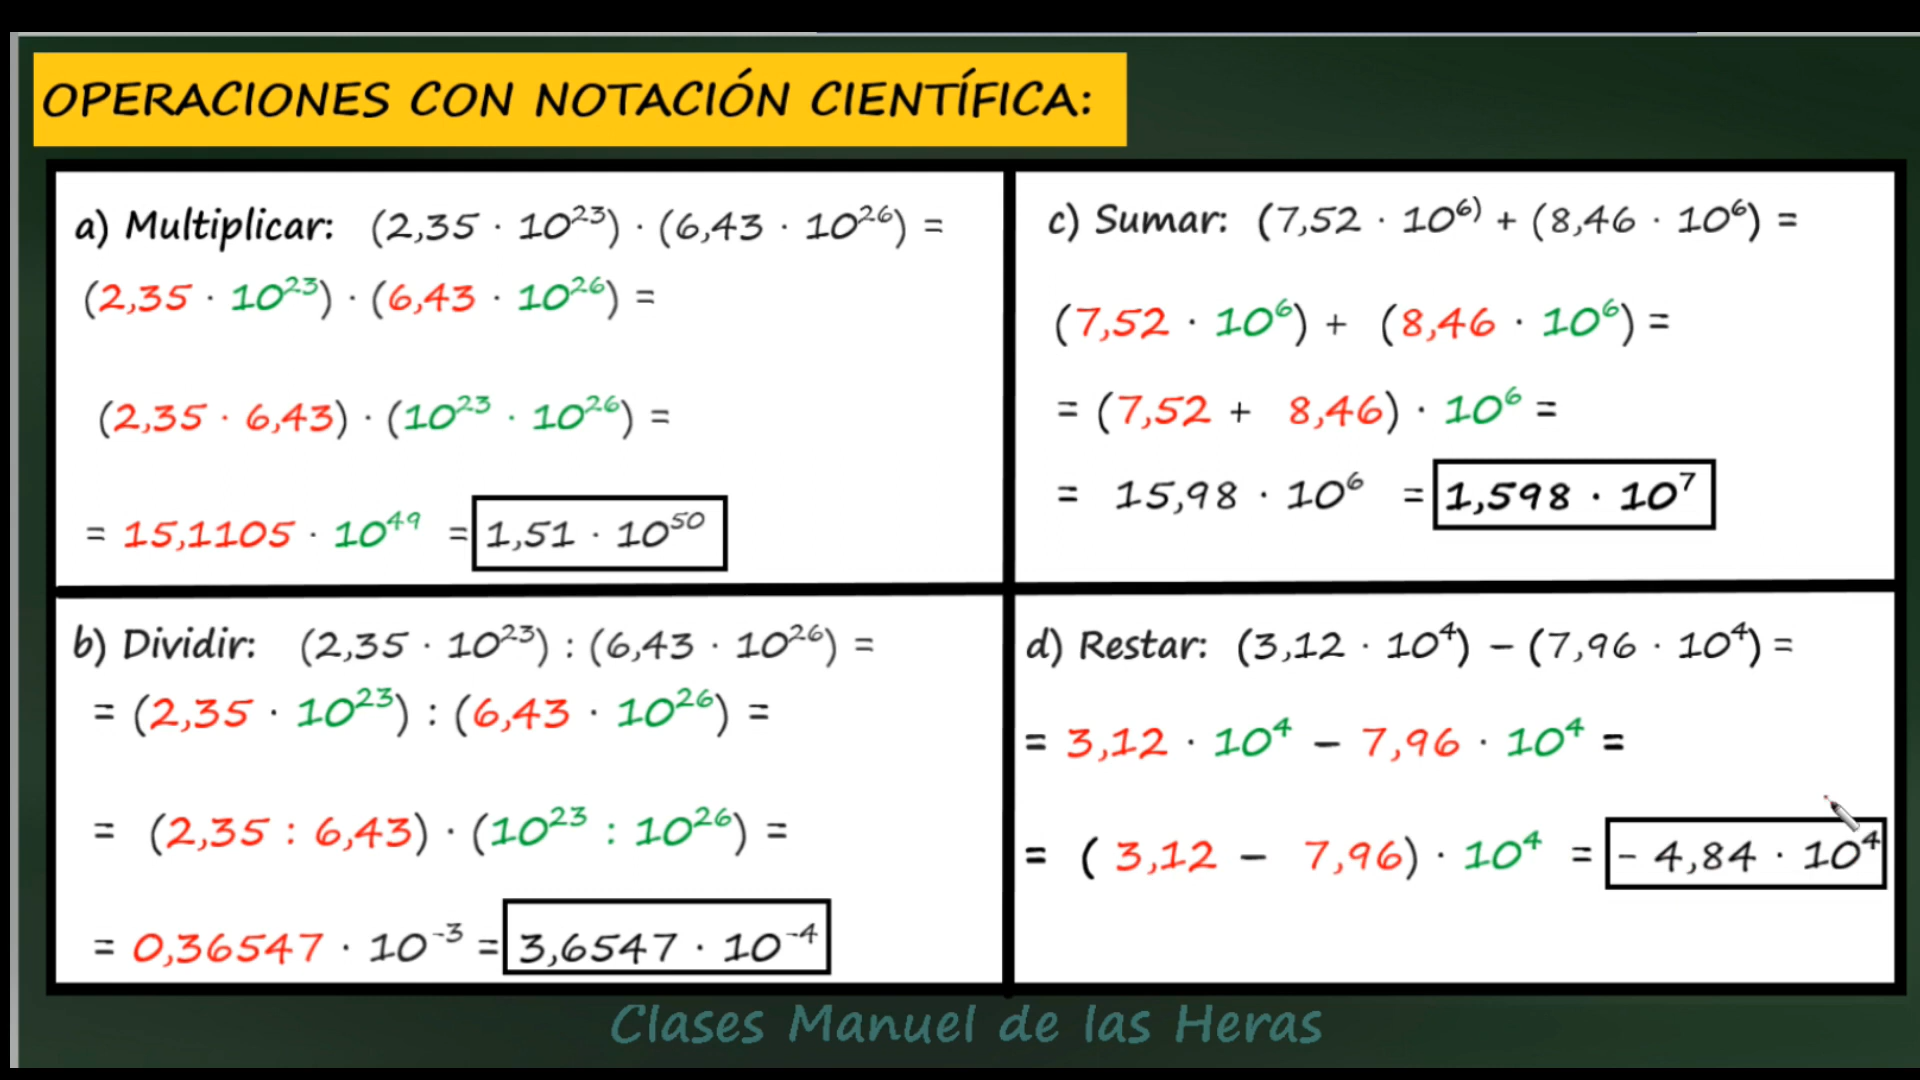 OPERACIONES CON NOTACIÓN CIENTÍFICA:
a) Multiplicar: (2,35 · 10²³) · (6,43 · 10²⁶) =
(2,35 · 10²³) · (6,43 · 10²⁶) =
(2,35 · 6,43) · (10²³ · 10²⁶) =
= 15,1105 · 10⁴⁹ = 1,51 · 10⁵⁰
b) Dividir: (2,35 · 10²³) : (6,43 · 10²⁶) =
= (2,35 · 10²³) : (6,43 · 10²⁶) =
= (2,35 : 6,43) · (10²³ : 10²⁶) =
= 0,36547 · 10⁻³ = 3,6547 · 10⁻⁴
c) Sumar: (7,52 · 10⁶⁾ + (8,46 · 10⁶) =
(7,52 · 10⁶) + (8,46 · 10⁶) =
= (7,52 + 8,46) · 10⁶ =
= 15,98 · 10⁶ = 1,598 · 10⁷
d) Restar: (3,12 · 10⁴) − (7,96 · 10⁴) =
= 3,12 · 10⁴ − 7,96 · 10⁴ =
= ( 3,12 − 7,96) · 10⁴ = − 4,84 · 10⁴
Clases Manuel de las Heras